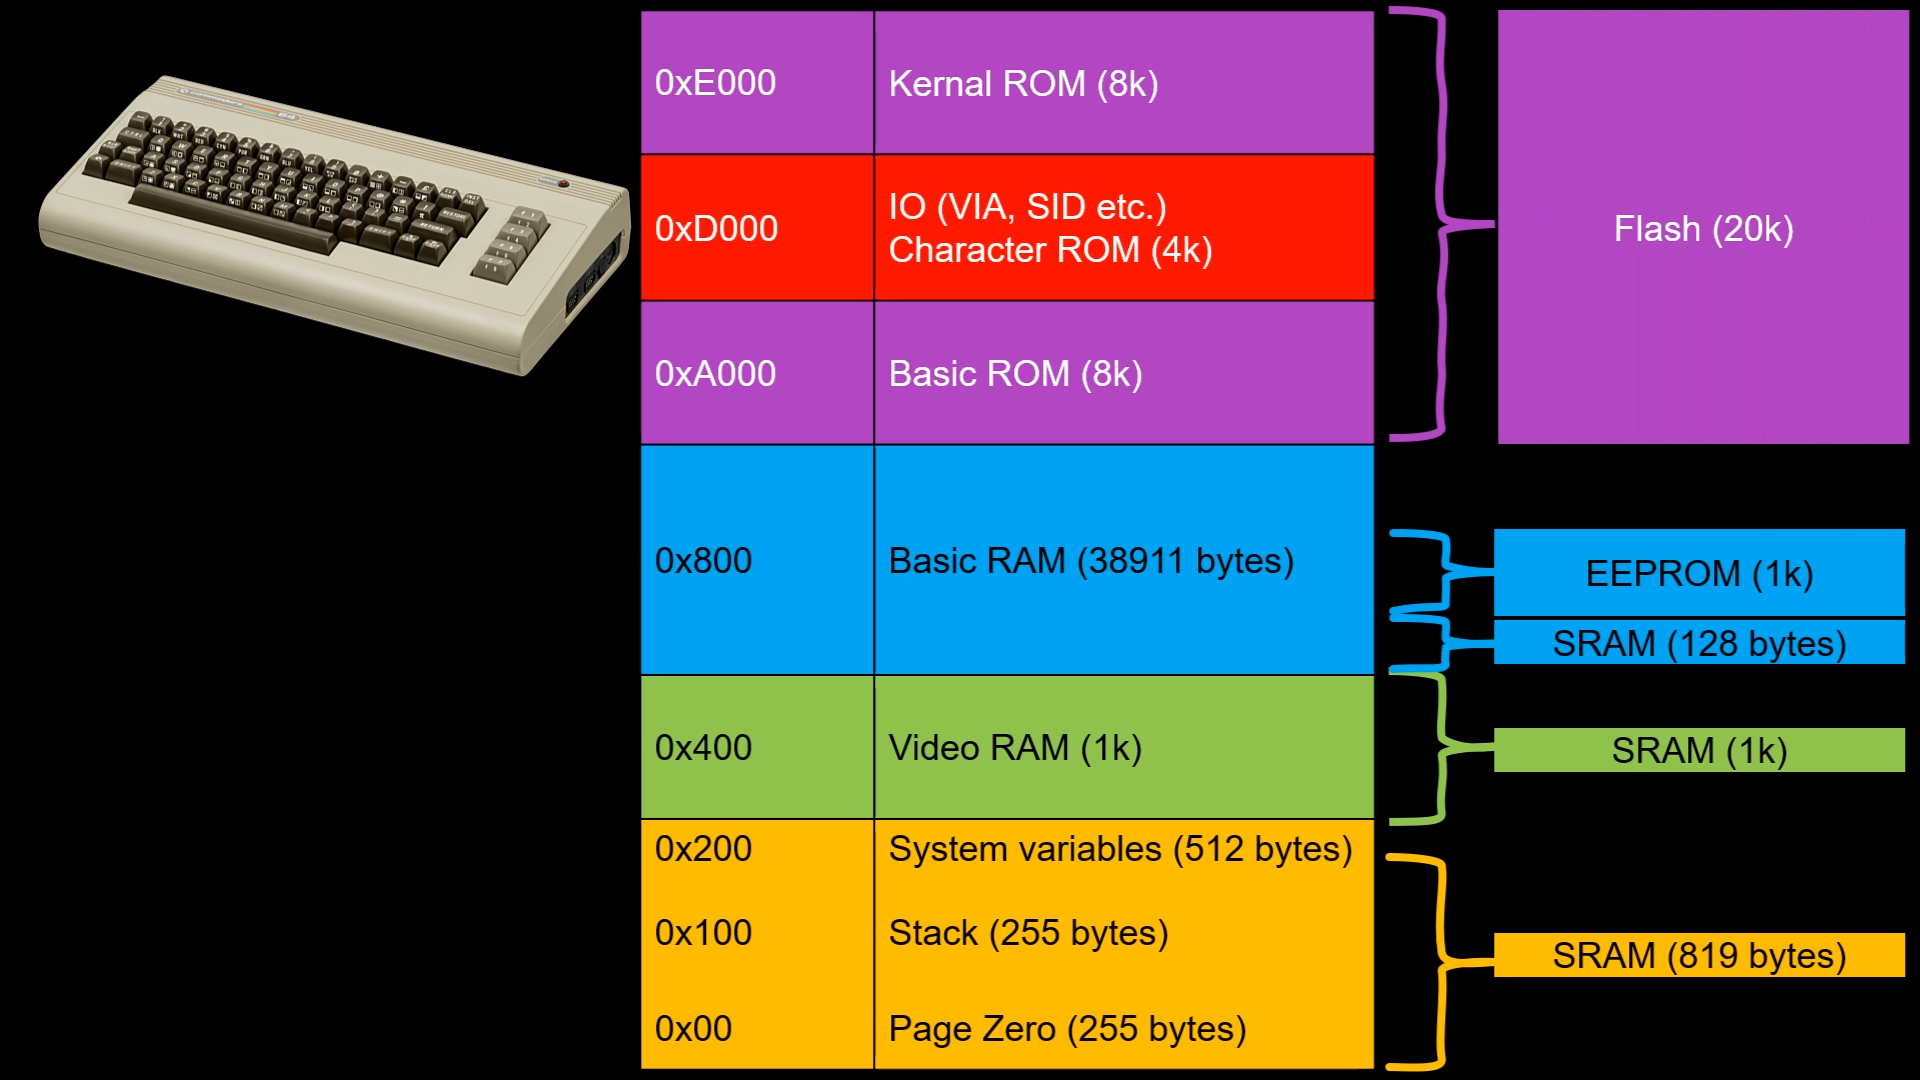 commodore 64
0xE000 Kernal ROM (8k)
0xD000 IO (VIA, SID etc.)
Character ROM (4k)
0xA000 Basic ROM (8k)
Flash (20k)
0x800 Basic RAM (38911 bytes)
EEPROM (1k)
SRAM (128 bytes)
0x400 Video RAM (1k)
SRAM (1k)
0x200 System variables (512 bytes)
0x100 Stack (255 bytes)
SRAM (819 bytes)
0x00 Page Zero (255 bytes)